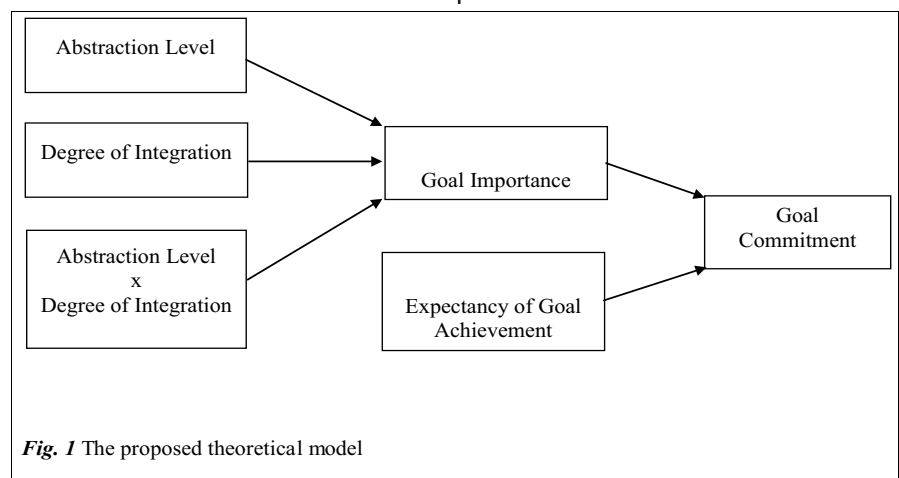 Abstraction Level
Degree of Integration
Abstraction Level
x
Degree of Integration
Goal Importance
Expectancy of Goal
Achievement
Goal
Commitment
Fig. 1 The proposed theoretical model